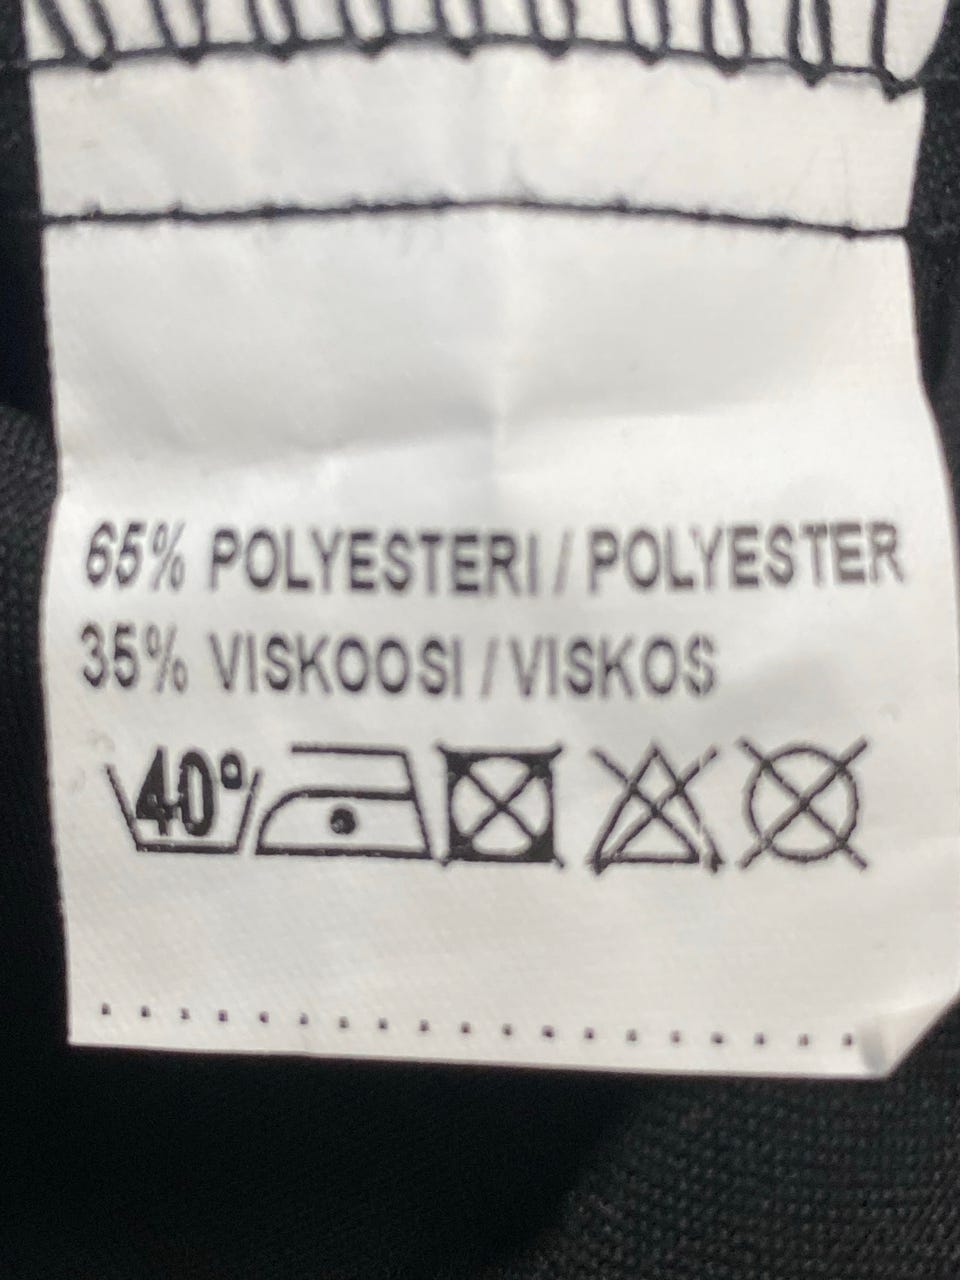 65% POLYESTERI / POLYESTER
35% VISKOOSI / VISKOS
40°